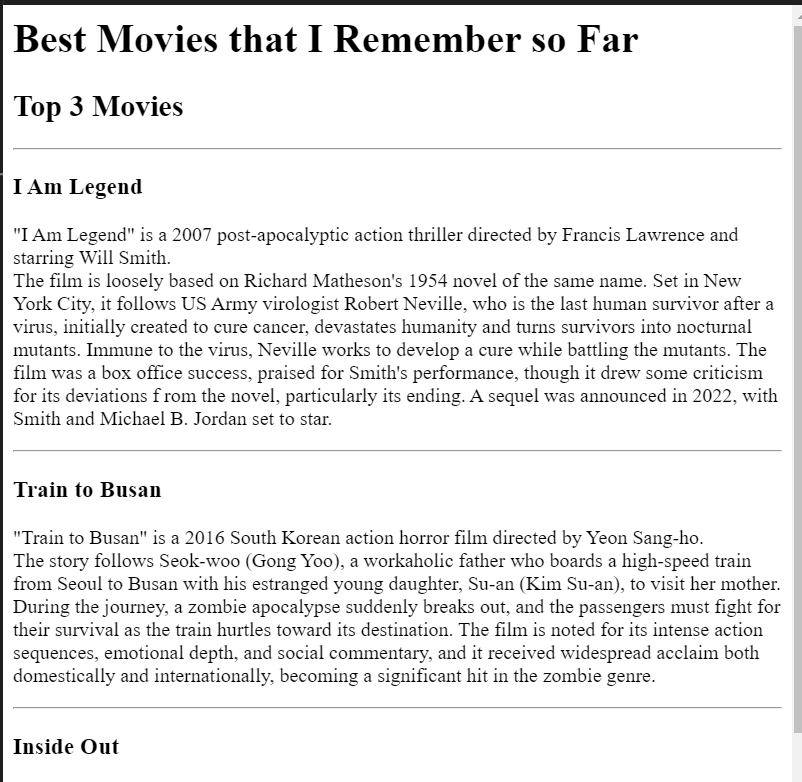 Best Movies that I Remember so Far
Top 3 Movies
I Am Legend
"I Am Legend" is a 2007 post-apocalyptic action thriller directed by Francis Lawrence and
starring Will Smith.
The film is loosely based on Richard Matheson's 1954 novel of the same name. Set in New
York City, it follows US Army virologist Robert Neville, who is the last human survivor after a
virus, initially created to cure cancer, devastates humanity and turns survivors into nocturnal
mutants. Immune to the virus, Neville works to develop a cure while battling the mutants. The
film was a box office success, praised for Smith's performance, though it drew some criticism
for its deviations f rom the novel, particularly its ending. A sequel was announced in 2022, with
Smith and Michael B. Jordan set to star.
Train to Busan
"Train to Busan" is a 2016 South Korean action horror film directed by Yeon Sang-ho.
The story follows Seok-woo (Gong Yoo), a workaholic father who boards a high-speed train
from Seoul to Busan with his estranged young daughter, Su-an (Kim Su-an), to visit her mother.
During the journey, a zombie apocalypse suddenly breaks out, and the passengers must fight for
their survival as the train hurtles toward its destination. The film is noted for its intense action
sequences, emotional depth, and social commentary, and it received widespread acclaim both
domestically and internationally, becoming a significant hit in the zombie genre.
Inside Out